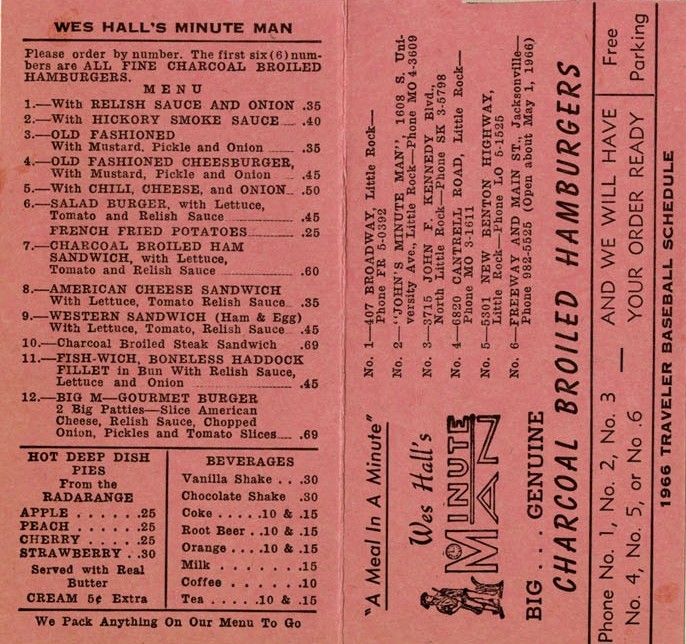 WES HALL'S MINUTE MAN
Please order by number. The first six (6) num-
bers are ALL FINE CHARCOAL BROILED
HAMBURGERS.
MENU
1.—With RELISH SAUCE AND ONION .35
2.—With HICKORY SMOKE SAUCE .40
3.—OLD FASHIONED
With Mustard, Pickle and Onion .35
4.—OLD FASHIONED CHEESBURGER,
With Mustard, Pickle and Onion .45
5.—With CHILI, CHEESE, and ONION .50
6.—SALAD BURGER, with Lettuce,
Tomato and Relish Sauce .45
FRENCH FRIED POTATOES .25
7.—CHARCOAL BROILED HAM
SANDWICH, with Lettuce,
Tomato and Relish Sauce .60
8.—AMERICAN CHEESE SANDWICH
With Lettuce, Tomato Relish Sauce .35
9.—WESTERN SANDWICH (Ham & Egg)
With Lettuce, Tomato, Relish Sauce .45
10.—Charcoal Broiled Steak Sandwich .69
11.—FISH-WICH, BONELESS HADDOCK
FILLET in Bun With Relish Sauce,
Lettuce and Onion .45
12.—BIG M—GOURMET BURGER
2 Big Patties—Slice American
Cheese, Relish Sauce, Chopped
Onion, Pickles and Tomato Slices .69
HOT DEEP DISH
PIES
From the
RADARANGE
APPLE . . . . . . .25
PEACH . . . . . . .25
CHERRY . . . . . .25
STRAWBERRY . .30
Served with Real
Butter
CREAM 5¢ Extra
BEVERAGES
Vanilla Shake . . .30
Chocolate Shake .30
Coke . . . . .10 & .15
Root Beer . .10 & .15
Orange . . . .10 & .15
Milk . . . . . . . .15
Coffee . . . . . . .10
Tea . . . . .10 & .15
We Pack Anything On Our Menu To Go
"A Meal In A Minute"
Wes Hall's
MINUTE
MAN
No. 1—407 BROADWAY, Little Rock—
Phone FR 5-0392
No. 2—"JOHN'S MINUTE MAN", 1608 S. Uni-
versity Ave., Little Rock—Phone MO 4-3609
No. 3—3715 JOHN F. KENNEDY Blvd.,
North Little Rock—Phone SK 3-5798
No. 4—6820 CANTRELL ROAD, Little Rock—
Phone MO 3-1611
No. 5—5301 NEW BENTON HIGHWAY,
Little Rock—Phone LO 5-1525
No. 6—FREEWAY AND MAIN ST., Jacksonville—
Phone 982-5525 (Open about May 1, 1966)
BIG . . . GENUINE
CHARCOAL BROILED HAMBURGERS
Phone No. 1, No. 2, No. 3 — AND WE WILL HAVE
No. 4, No. 5, or No .6 YOUR ORDER READY
Free
Parking
1966 TRAVELER BASEBALL SCHEDULE